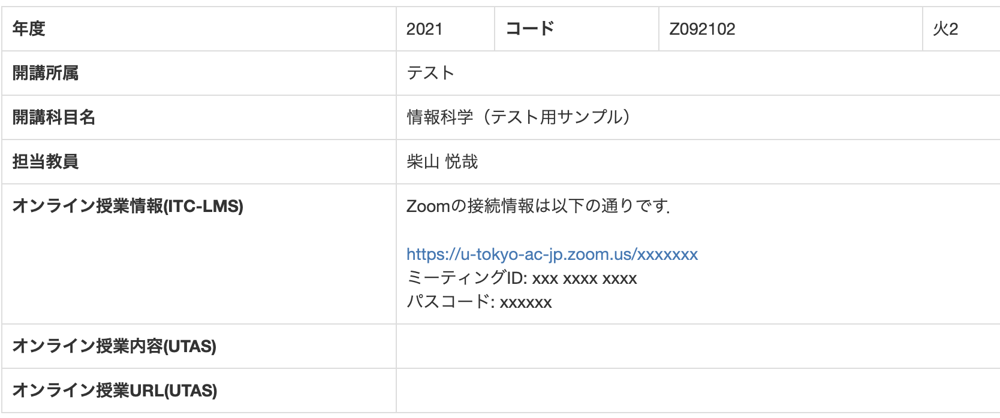 年度 2021 コード Z092102 火2
開講所属 テスト
開講科目名 情報科学（テスト用サンプル）
担当教員 柴山 悦哉
オンライン授業情報(ITC-LMS) Zoomの接続情報は以下の通りです．
https://u-tokyo-ac-jp.zoom.us/xxxxxxx
ミーティングID: xxx xxxx xxxx
パスコード: xxxxxx
オンライン授業内容(UTAS)
オンライン授業URL(UTAS)